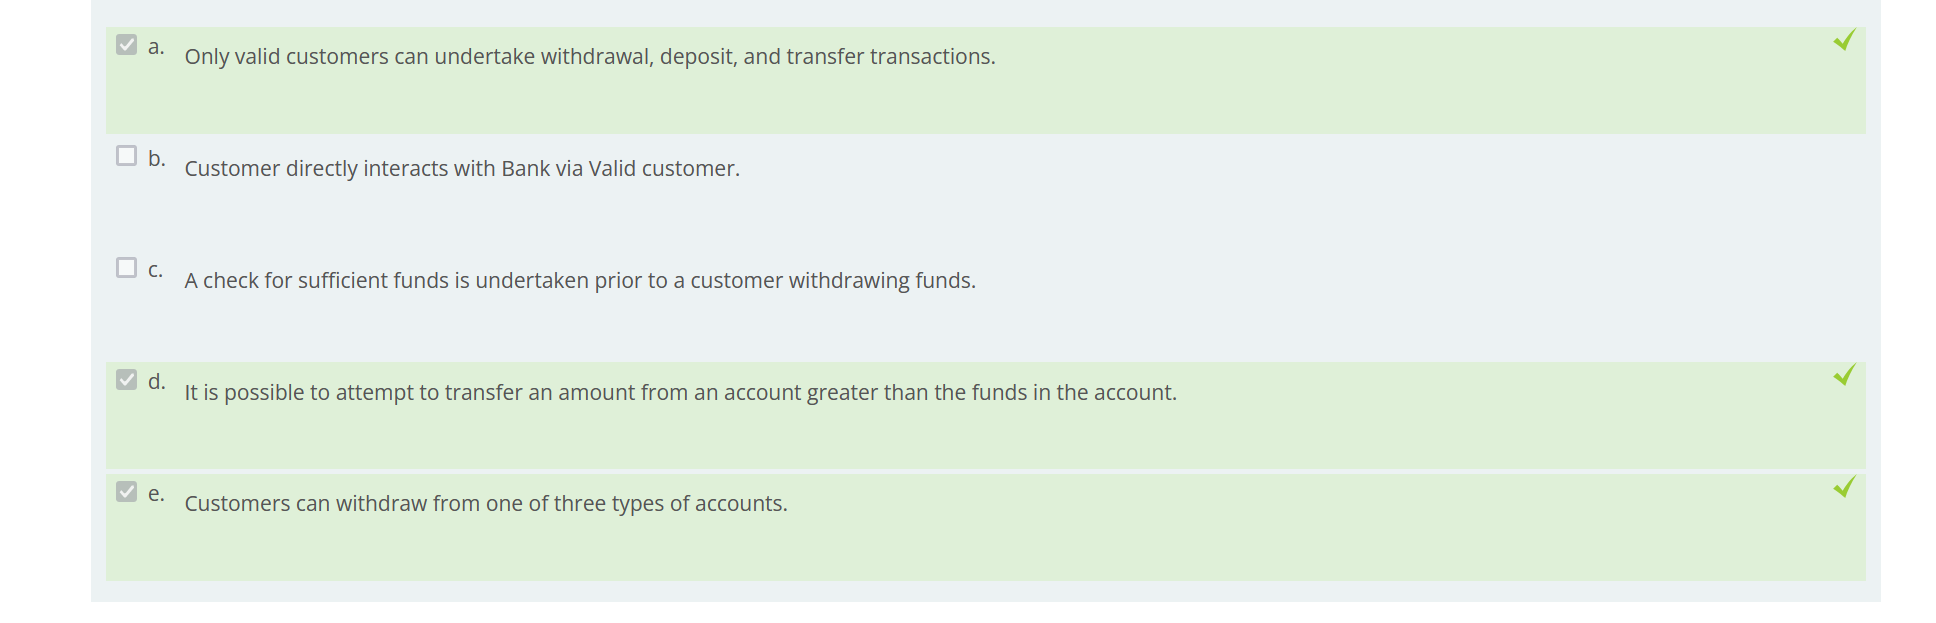 a. Only valid customers can undertake withdrawal, deposit, and transfer transactions.
b. Customer directly interacts with Bank via Valid customer.
c. A check for sufficient funds is undertaken prior to a customer withdrawing funds.
d. It is possible to attempt to transfer an amount from an account greater than the funds in the account.
e. Customers can withdraw from one of three types of accounts.